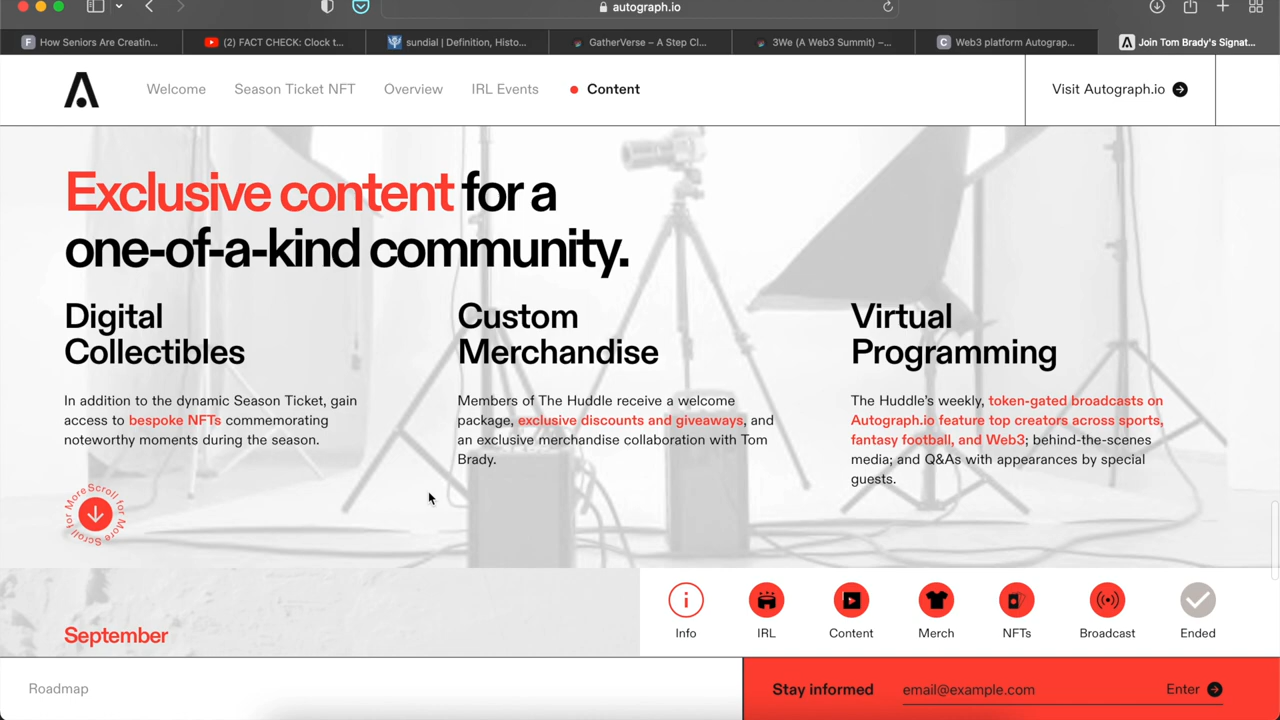 autograph.io
F How Seniors Are Creatin...
(2) FACT CHECK: Clock t...
sundial | Definition, Histo...
GatherVerse – A Step Cl...
3We (A Web3 Summit) –...
C Web3 platform Autograp...
Join Tom Brady's Signat...
Welcome
Season Ticket NFT
Overview
IRL Events
Content
Visit Autograph.io
Exclusive content for a
one-of-a-kind community.
Digital
Collectibles
In addition to the dynamic Season Ticket, gain
access to bespoke NFTs commemorating
noteworthy moments during the season.
Custom
Merchandise
Members of The Huddle receive a welcome
package, exclusive discounts and giveaways, and
an exclusive merchandise collaboration with Tom
Brady.
Virtual
Programming
The Huddle's weekly, token-gated broadcasts on
Autograph.io feature top creators across sports,
fantasy football, and Web3; behind-the-scenes
media; and Q&As with appearances by special
guests.
Scroll for More Scroll for More
September
Info
IRL
Content
Merch
NFTs
Broadcast
Ended
Roadmap
Stay informed
email@example.com
Enter